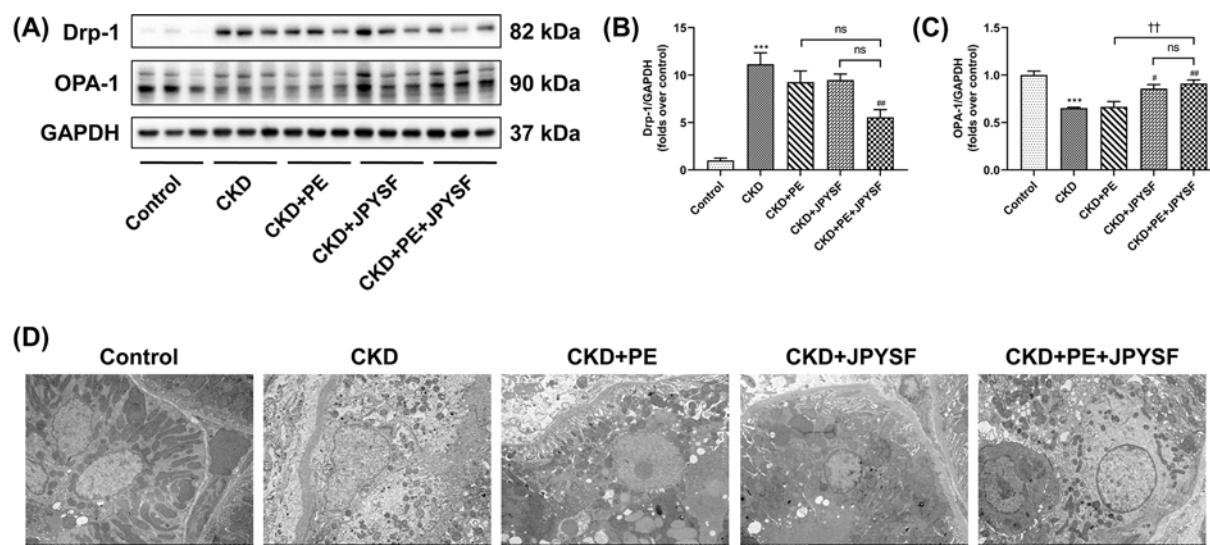 (A)
Drp-1
82 kDa
OPA-1
90 kDa
GAPDH
37 kDa
Control
CKD
CKD+PE
CKD+JPYSF
CKD+PE+JPYSF
(B)
Drp-1/GAPDH
(folds over control)
15
10
5
0
***
ns
ns
##
Control
CKD
CKD+PE
CKD+JPYSF
CKD+PE+JPYSF
(C)
OPA-1/GAPDH
(folds over control)
1.5
1.0
0.5
0.0
***
††
ns
#
##
Control
CKD
CKD+PE
CKD+JPYSF
CKD+PE+JPYSF
(D)
Control
CKD
CKD+PE
CKD+JPYSF
CKD+PE+JPYSF